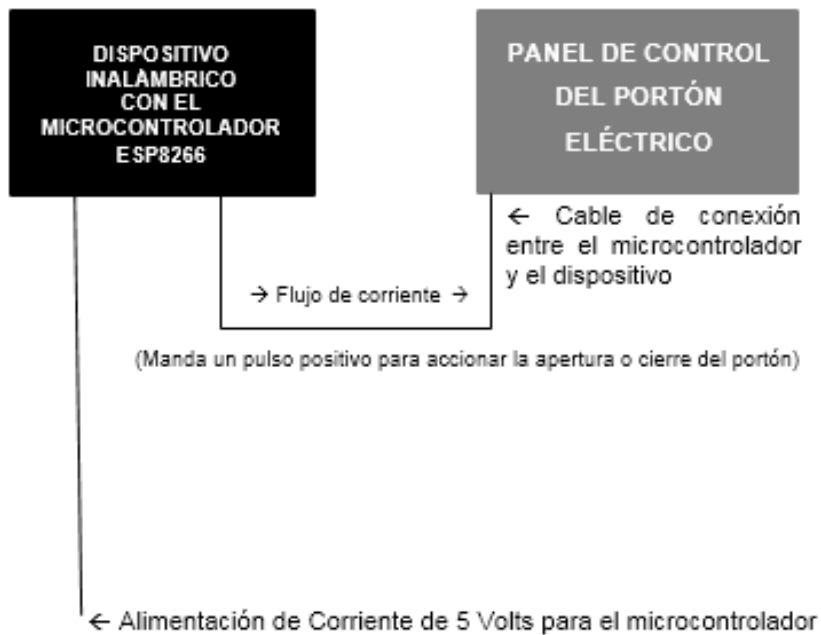 DISPOSITIVO
INALÁMBRICO
CON EL
MICROCONTROLADOR
ESP8266
PANEL DE CONTROL
DEL PORTÓN
ELÉCTRICO
← Cable de conexión
entre el microcontrolador
y el dispositivo
→ Flujo de corriente →
(Manda un pulso positivo para accionar la apertura o cierre del portón)
← Alimentación de Corriente de 5 Volts para el microcontrolador